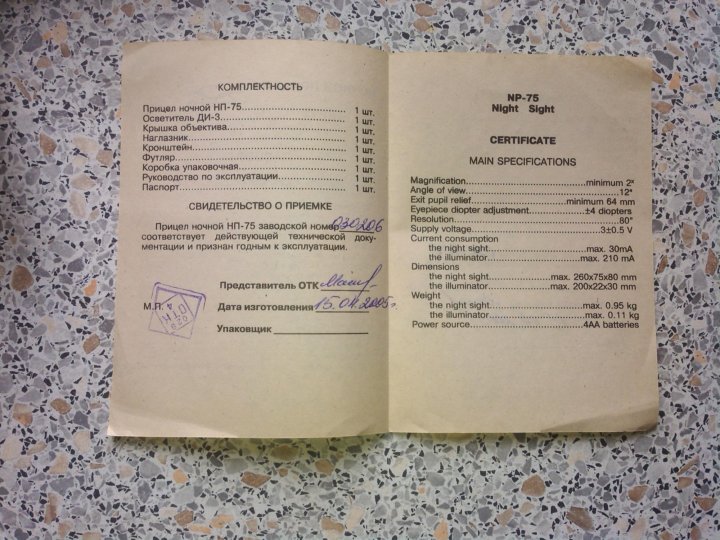 КОМПЛЕКТНОСТЬ
Прицел ночной НП-75 1 шт.
Осветитель ДИ-3 1 шт.
Крышка объектива 1 шт.
Наглазник 1 шт.
Кронштейн 1 шт.
Футляр 1 шт.
Коробка упаковочная 1 шт.
Руководство по эксплуатации 1 шт.
Паспорт 1 шт.
СВИДЕТЕЛЬСТВО О ПРИЕМКЕ
Прицел ночной НП-75 заводской номер 030206
соответствует действующей технической доку-
ментации и признан годным к эксплуатации.
Представитель ОТК
М.П. Дата изготовления 15.04.2005г.
Упаковщик
NP-75
Night Sight
CERTIFICATE
MAIN SPECIFICATIONS
Magnification minimum 2x
Angle of view 12°
Exit pupil relief minimum 64 mm
Eyepiece diopter adjustment ±4 diopters
Resolution 80"
Supply voltage 3±0.5 V
Current consumption
the night sight max. 30mA
the illuminator max. 210 mA
Dimensions
the night sight max. 260x75x80 mm
the illuminator max. 200x22x30 mm
Weight
the night sight max. 0.95 kg
the illuminator max. 0.11 kg
Power source 4AA batteries